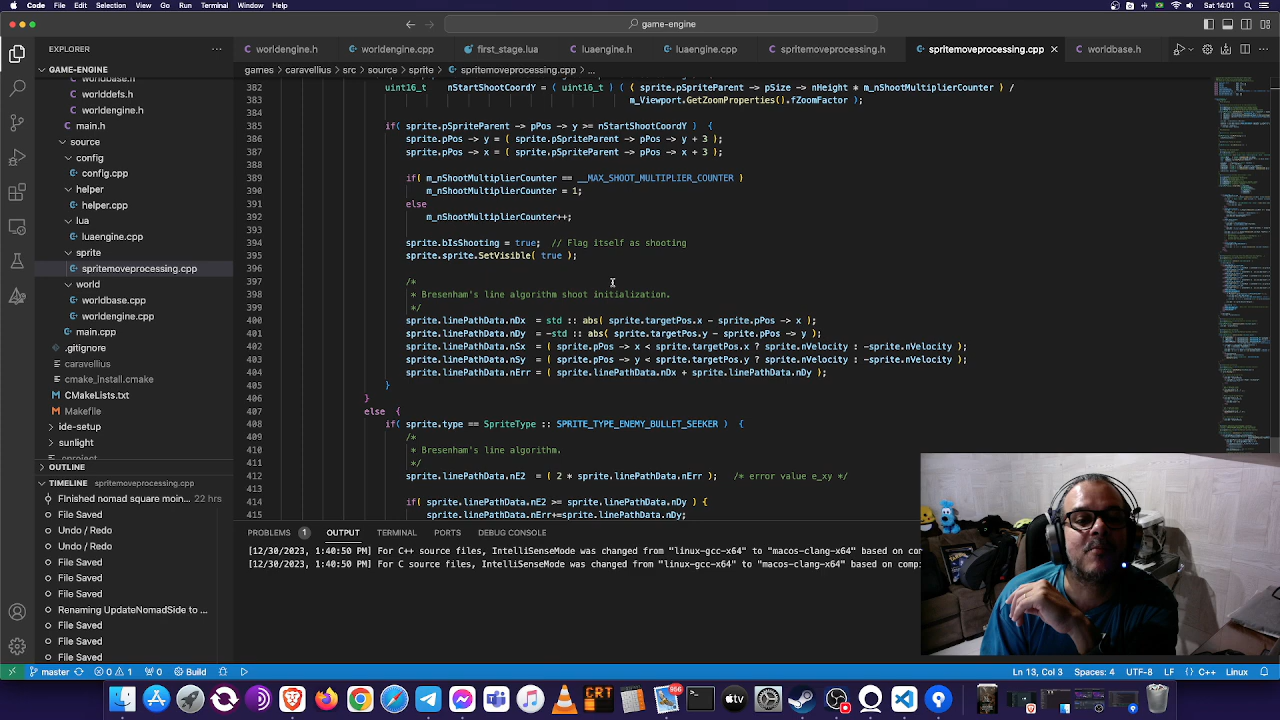 Code File Edit Selection View Go Run Terminal Window Help Sat 14:01
game-engine
EXPLORER
worldengine.h worldengine.cpp first_stage.lua luaengine.h luaengine.cpp spritemoveprocessing.h spritemoveprocessing.cpp worldbase.h
GAME-ENGINE
games > caravellius > src > source > sprite > spritemoveprocessing.cpp > ...
worldbase.h
worlddefs.h
worldengine.h
main.h
source
config
config.cpp
helper
helper.cpp
lua
luaengine.cpp
sprite
spritemoveprocessing.cpp
world
worldbase.cpp
worldengine.cpp
main.cpp
.gitignore
caravellius
cmake_install.cmake
CMakeLists.txt
Makefile
ide-setup
sunlight
.project
OUTLINE
TIMELINE spritemoveprocessing.cpp
Finished nomad square main... 22 hrs
File Saved
Undo / Redo
Undo / Redo
File Saved
File Saved
File Saved
Renaming UpdateNomadSide to ...
File Saved
File Saved
File Saved
382 uint16_t nStartShootCoordY = ( uint16_t ) ( ( sprite.pSpriteParent -> pSize -> nHeight * m_nShootMultiplierCounter ) /
383 m_Viewport.GetZoomProperties().fZoomFactor );
384
385 if( sprite.pSpriteParent -> pPos -> y >= nStartShootCoordY ) {
386 sprite.pPos -> y = ( sprite.pSpriteParent -> pPos -> y + 3 );
387 sprite.pPos -> x = ( sprite.pSpriteParent -> pPos -> x + 3 );
388
389 if( m_nShootMultiplierCounter == __MAX_SHOOT_MULTIPLIER_COUNTER )
390 m_nShootMultiplierCounter = 1;
391 else
392 m_nShootMultiplierCounter++;
393
394 sprite.bShooting = true; // Flag itself as shooting
395 sprite.sprite.SetVisible( true );
396
397 /*
398 * Bresenham's line algorithm shoot initialization.
399 */
400 sprite.linePathData.nDy = -std :: abs( sprite.targetPos.y - sprite.pPos -> y );
401 sprite.linePathData.nDx = std :: abs( sprite.targetPos.x - sprite.pPos -> x );
402 sprite.linePathData.nSx = ( sprite.pPos -> x < sprite.targetPos.x ? sprite.nVelocity : -sprite.nVelocity );
403 sprite.linePathData.nSy = ( sprite.pPos -> y < sprite.targetPos.y ? sprite.nVelocity : -sprite.nVelocity );
404 sprite.linePathData.nErr = ( sprite.linePathData.nDx + sprite.linePathData.nDy );
405 }
406 }
407 else {
408 if( sprite.type == SpriteType :: SPRITE_TYPE_ENEMY_BULLET_SEEKER ) {
409 /*
410 * Bresenham's line algorithm.
411 */
412 sprite.linePathData.nE2 = ( 2 * sprite.linePathData.nErr ); /* error value e_xy */
413
414 if( sprite.linePathData.nE2 >= sprite.linePathData.nDy ) {
415 sprite.linePathData.nErr+=sprite.linePathData.nDy;
PROBLEMS 1 OUTPUT TERMINAL PORTS DEBUG CONSOLE
[12/30/2023, 1:40:50 PM] For C++ source files, IntelliSenseMode was changed from "linux-gcc-x64" to "macos-clang-x64" based on
[12/30/2023, 1:40:50 PM] For C source files, IntelliSenseMode was changed from "linux-gcc-x64" to "macos-clang-x64" based on
master 0 1 0 Build Ln 13, Col 3 Spaces: 4 UTF-8 LF {} C++ Linux
CRT 966